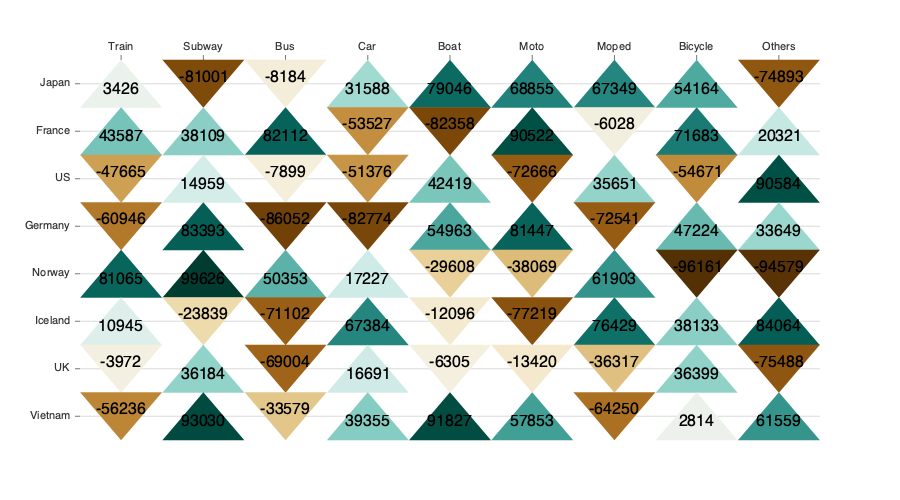 Train Subway Bus Car Boat Moto Moped Bicycle Others
Japan 3426 -81001 -8184 31588 79046 68855 67349 54164 -74893
France 43587 38109 82112 -53527 -82358 90522 -6028 71683 20321
US -47665 14959 -7899 -51376 42419 -72666 35651 -54671 90584
Germany -60946 83393 -86052 -82774 54963 81447 -72541 47224 33649
Norway 81065 99626 50353 17227 -29608 -38069 61903 -96161 -94579
Iceland 10945 -23839 -71102 67384 -12096 -77219 76429 38133 84064
UK -3972 36184 -69004 16691 -6305 -13420 -36317 36399 -75488
Vietnam -56236 93030 -33579 39355 91827 57853 -64250 2814 61559